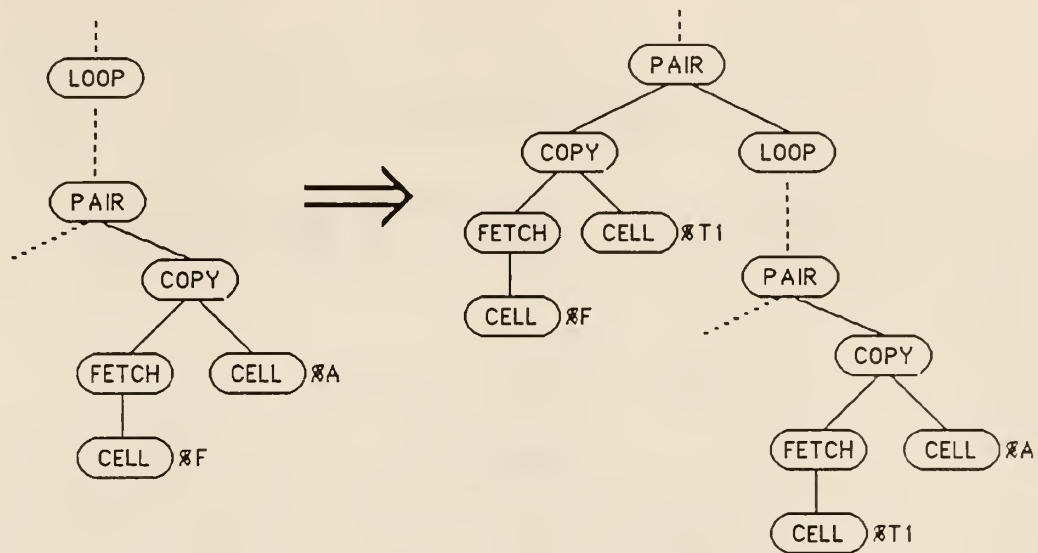 LOOP
PAIR
COPY
FETCH CELL %A
CELL %F
PAIR
COPY LOOP
FETCH CELL %T1
CELL %F
PAIR
COPY
FETCH CELL %A
CELL %T1